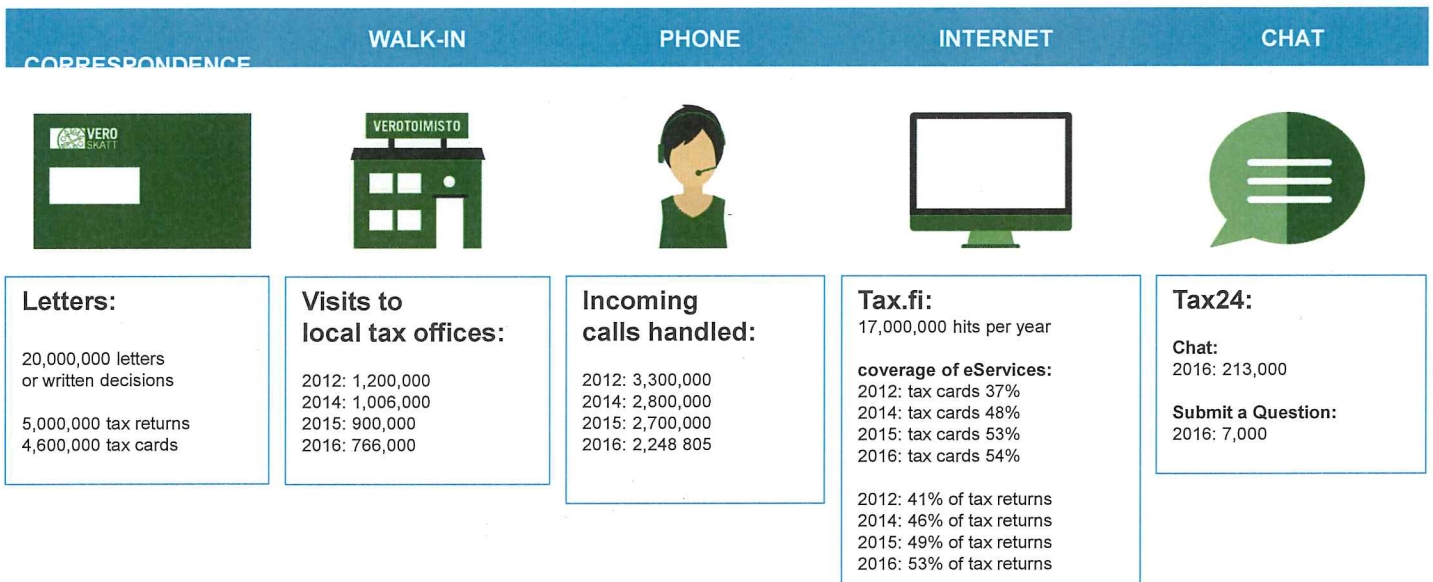 CORRESPONDENCE
WALK-IN
PHONE
INTERNET
CHAT
VERO
SKATT
VEROTOIMISTO
Letters:
20,000,000 letters
or written decisions
5,000,000 tax returns
4,600,000 tax cards
Visits to
local tax offices:
2012: 1,200,000
2014: 1,006,000
2015: 900,000
2016: 766,000
Incoming
calls handled:
2012: 3,300,000
2014: 2,800,000
2015: 2,700,000
2016: 2,248 805
Tax.fi:
17,000,000 hits per year
coverage of eServices:
2012: tax cards 37%
2014: tax cards 48%
2015: tax cards 53%
2016: tax cards 54%
2012: 41% of tax returns
2014: 46% of tax returns
2015: 49% of tax returns
2016: 53% of tax returns
Tax24:
Chat:
2016: 213,000
Submit a Question:
2016: 7,000